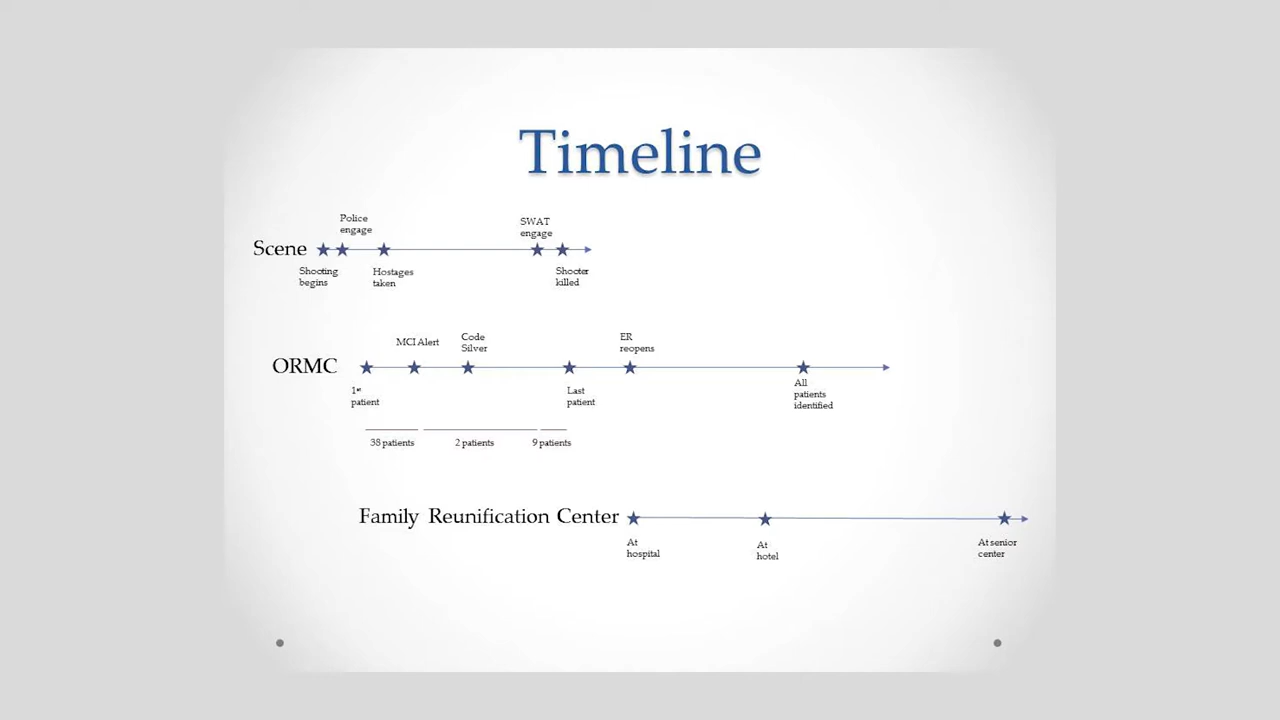 Timeline
Police
engage
SWAT
engage
Scene
Shooting
begins
Hostages
taken
Shooter
killed
MCI Alert
Code
Silver
ER
reopens
ORMC
1st
patient
Last
patient
All
patients
identified
38 patients
2 patients
9 patients
Family Reunification Center
At
hospital
At
hotel
At senior
center